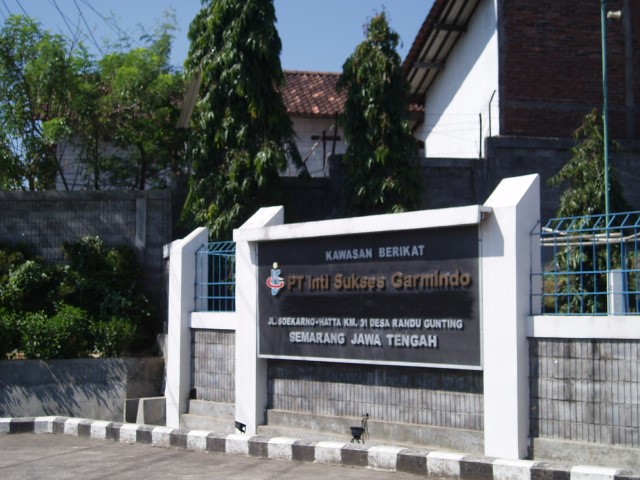 KAWASAN BERIKAT
PT Inti Sukses Garmindo
JL. SOEKARNO-HATTA KM. 31 DESA RANDU GUNTING
SEMARANG JAWA TENGAH